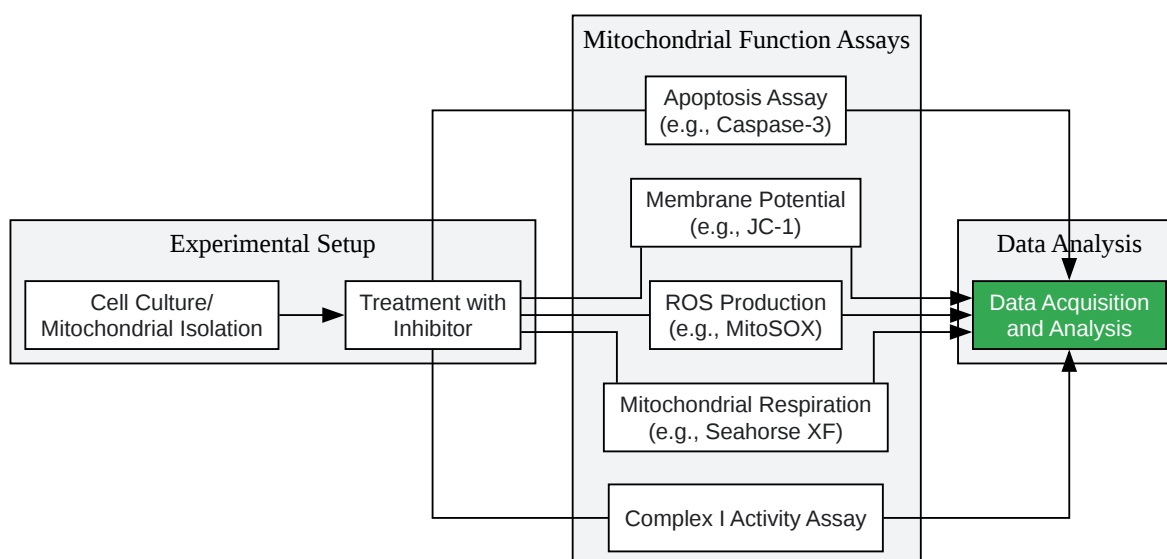 Mitochondrial Function Assays
Apoptosis Assay
(e.g., Caspase-3)
Membrane Potential
(e.g., JC-1)
Experimental Setup
Data Analysis
Cell Culture/
Mitochondrial Isolation
Treatment with
Inhibitor
ROS Production
(e.g., MitoSOX)
Data Acquisition
and Analysis
Mitochondrial Respiration
(e.g., Seahorse XF)
Complex I Activity Assay